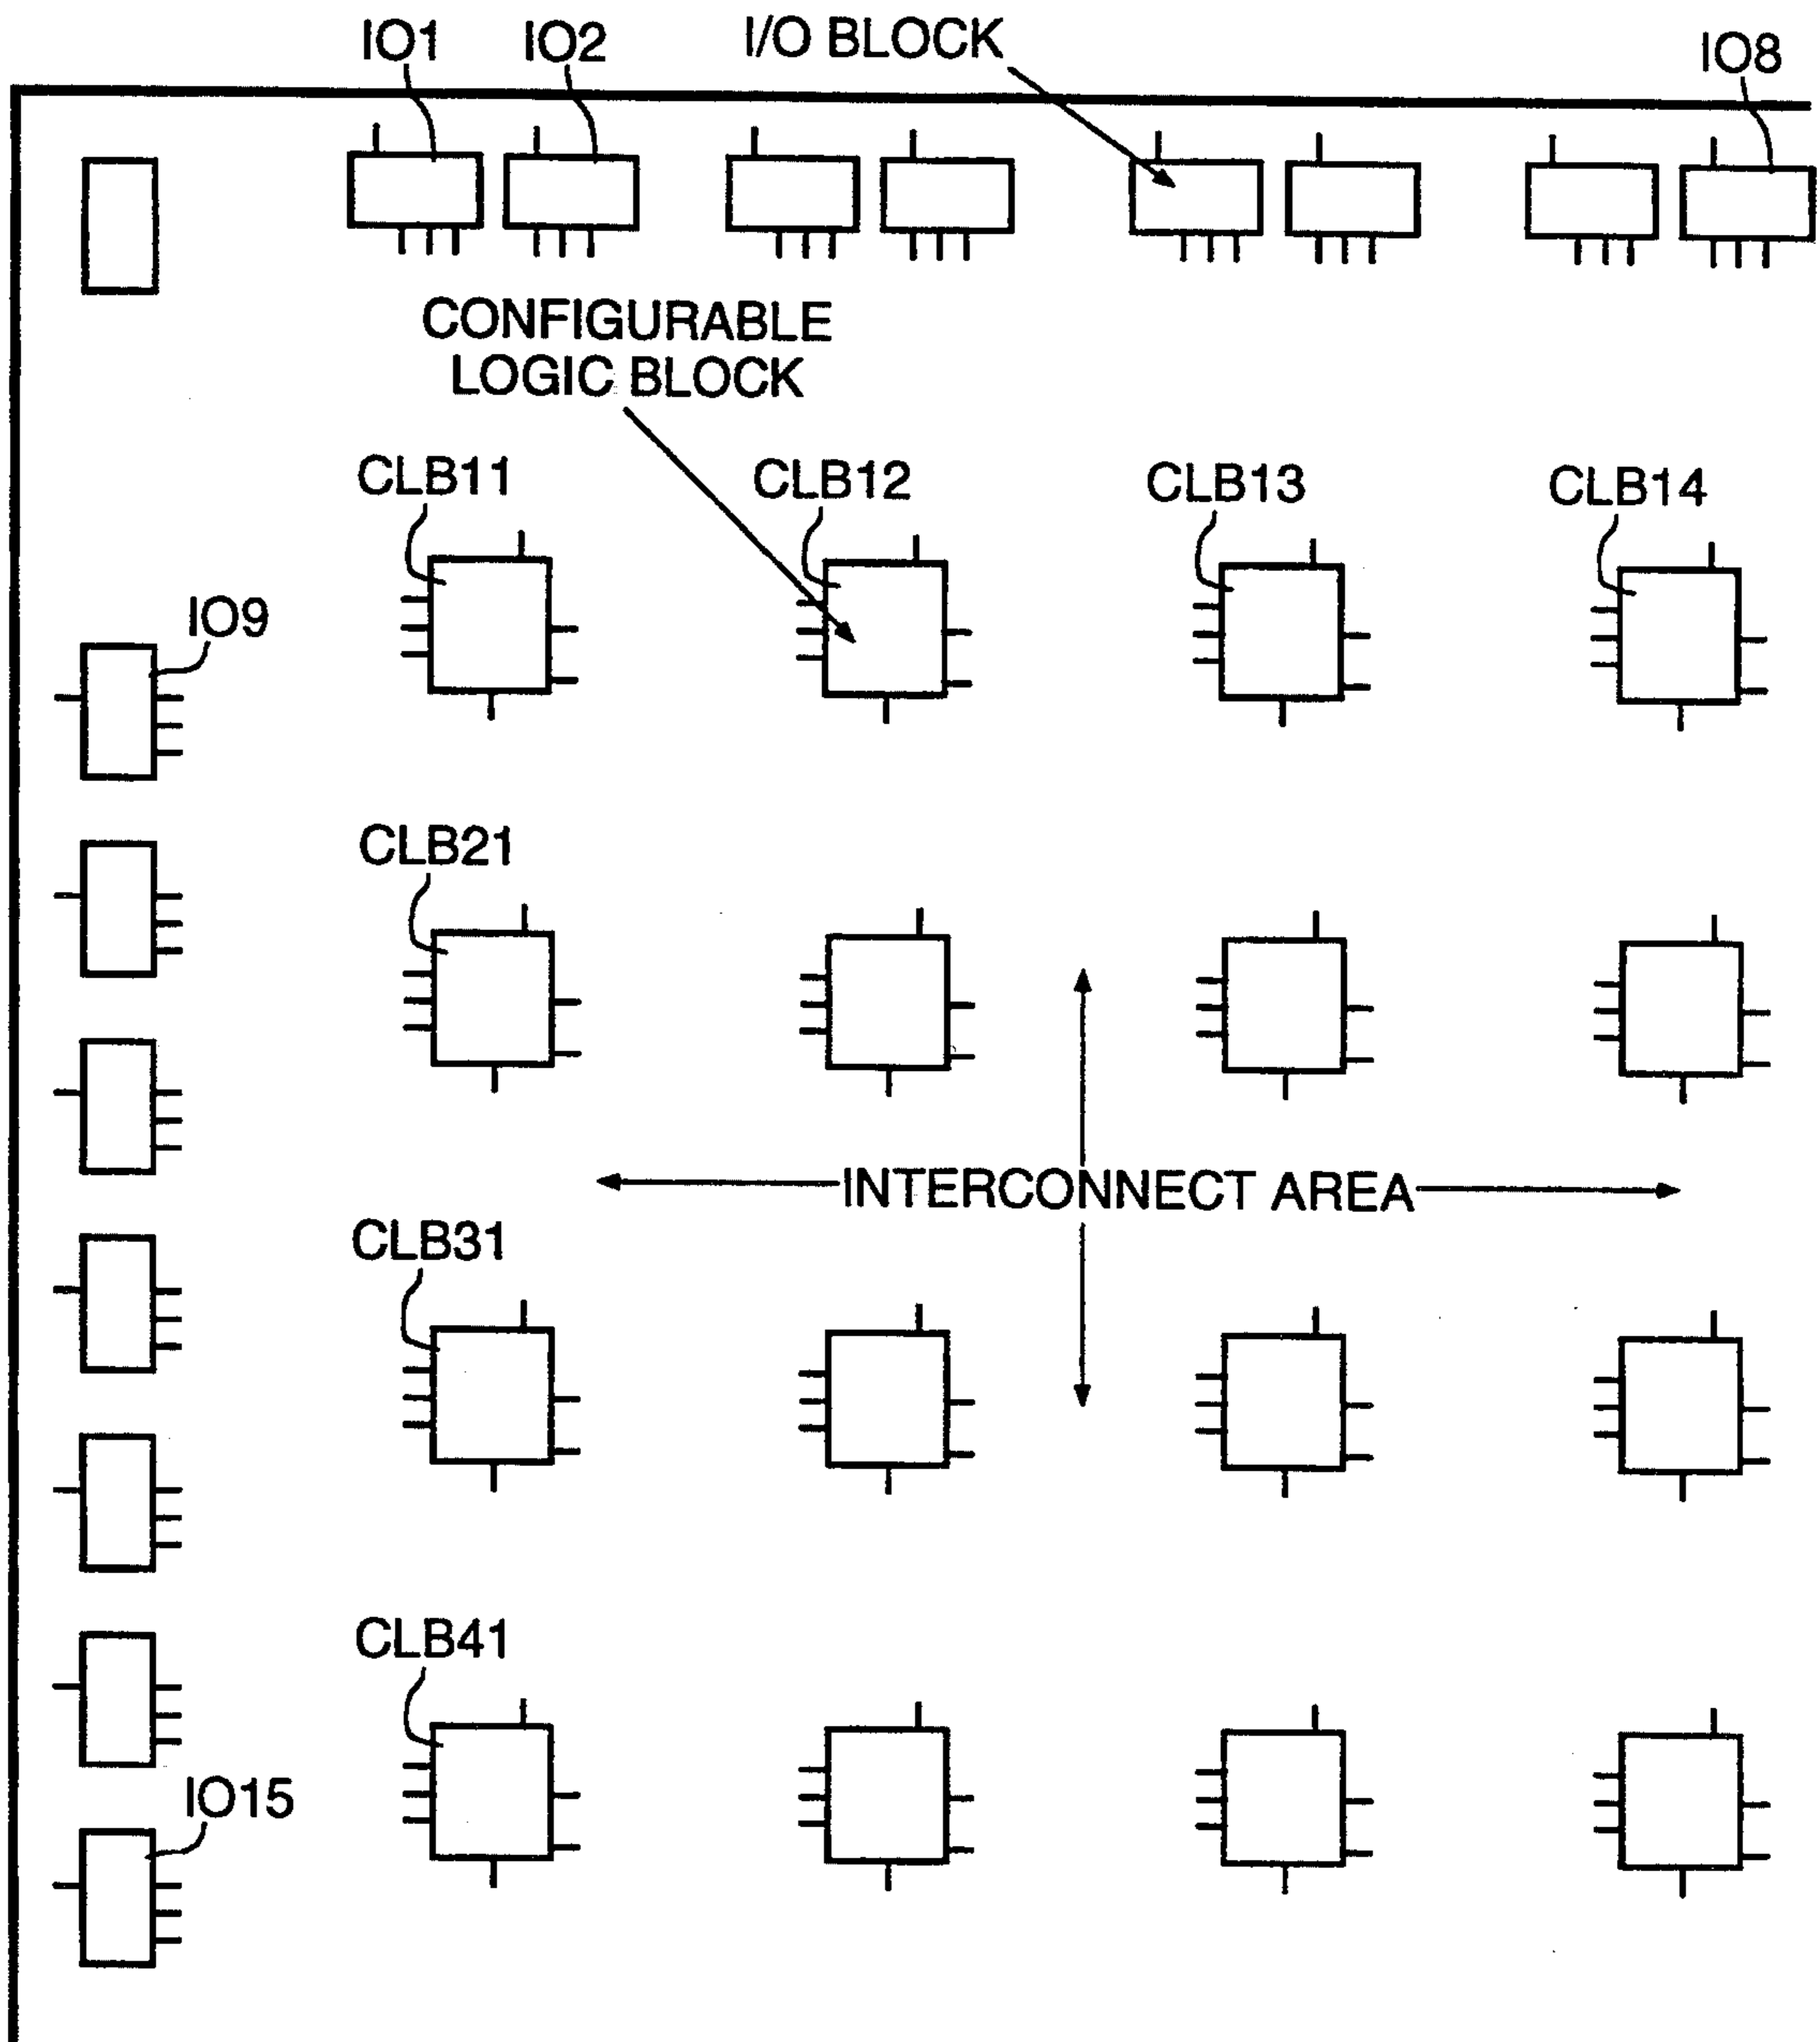 IO1
IO2
I/O BLOCK
IO8
CONFIGURABLE
LOGIC BLOCK
CLB11
CLB12
CLB13
CLB14
IO9
CLB21
INTERCONNECT AREA
CLB31
CLB41
IO15